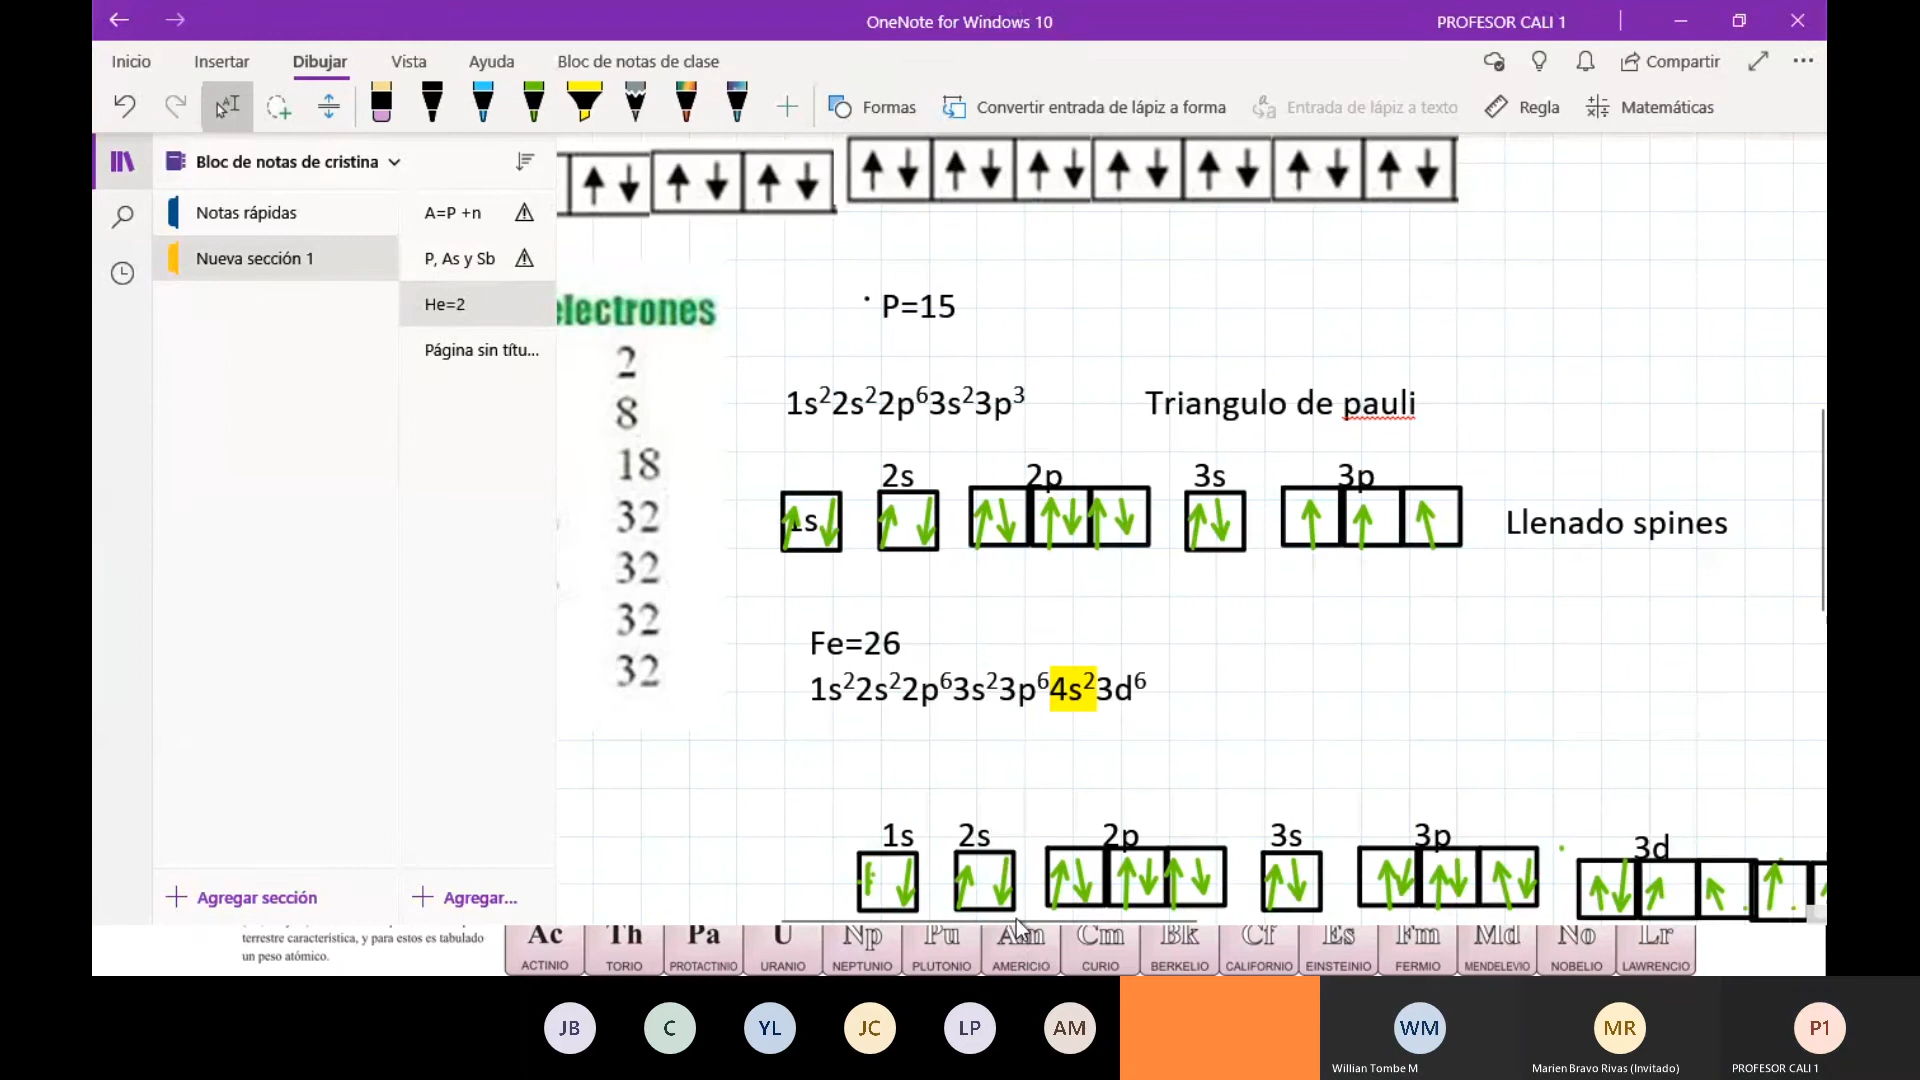 OneNote for Windows 10
PROFESOR CALI 1
Inicio Insertar Dibujar Vista Ayuda Bloc de notas de clase
Compartir
Formas Convertir entrada de lápiz a forma Entrada de lápiz a texto Regla Matemáticas
Bloc de notas de cristina
Notas rápidas
Nueva sección 1
A=P +n
P, As y Sb
He=2
Página sin títu...
Agregar sección
Agregar...
electrones
2
8
18
32
32
32
32
P=15
1s²2s²2p⁶3s²3p³ Triangulo de pauli
2s 2p 3s 3p
1s
Llenado spines
Fe=26
1s²2s²2p⁶3s²3p⁶4s²3d⁶
1s 2s 2p 3s 3p 3d
terrestre característica, y para estos es tabulado
un peso atómico.
Ac Th Pa U Np Pu Am Cm Bk Cf Es Fm Md No Lr
ACTINIO TORIO PROTACTINIO URANIO NEPTUNIO PLUTONIO AMERICIO CURIO BERKELIO CALIFORNIO EINSTEINIO FERMIO MENDELEVIO NOBELIO LAWRENCIO
JB C YL JC LP AM WM MR P1
Willian Tombe M
Marien Bravo Rivas (Invitado)
PROFESOR CALI 1